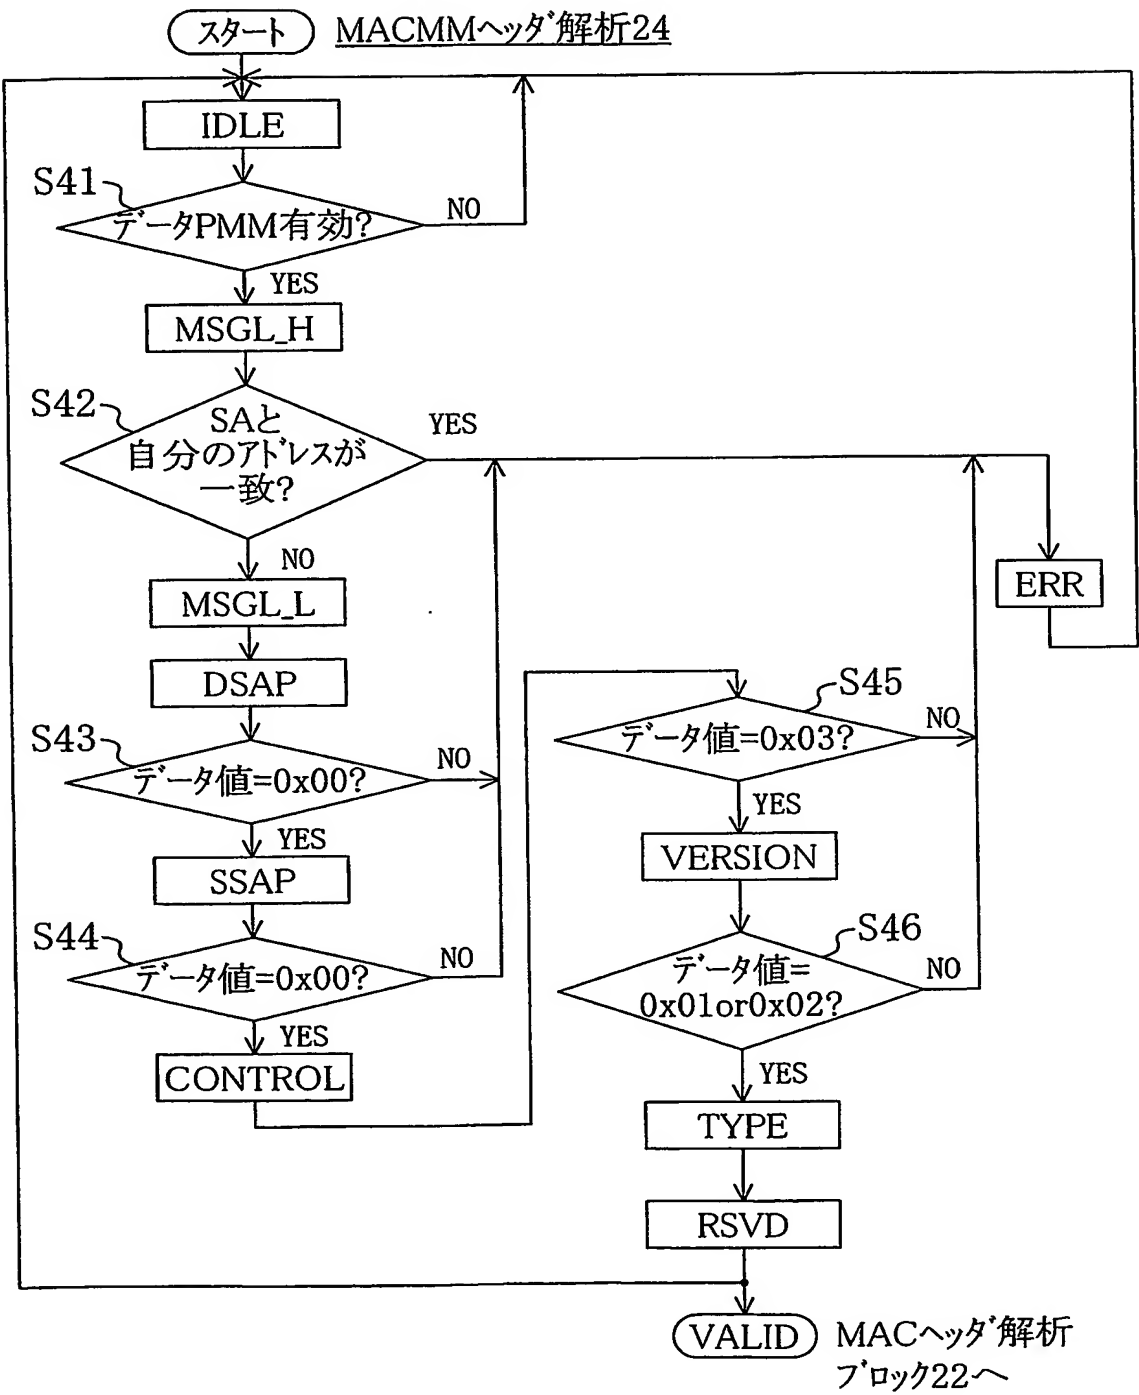 スタート
MACMMヘッダ解析24
IDLE
S41
データPMM有効?
NO
YES
MSGL_H
S42
SAと
自分のアドレスが
一致?
YES
NO
MSGL_L
ERR
DSAP
S43
データ値=0x00?
NO
YES
SSAP
S44
データ値=0x00?
NO
YES
CONTROL
S45
データ値=0x03?
NO
YES
VERSION
S46
データ値=
0x01or0x02?
NO
YES
TYPE
RSVD
VALID
MACヘッダ解析
ブロック22へ